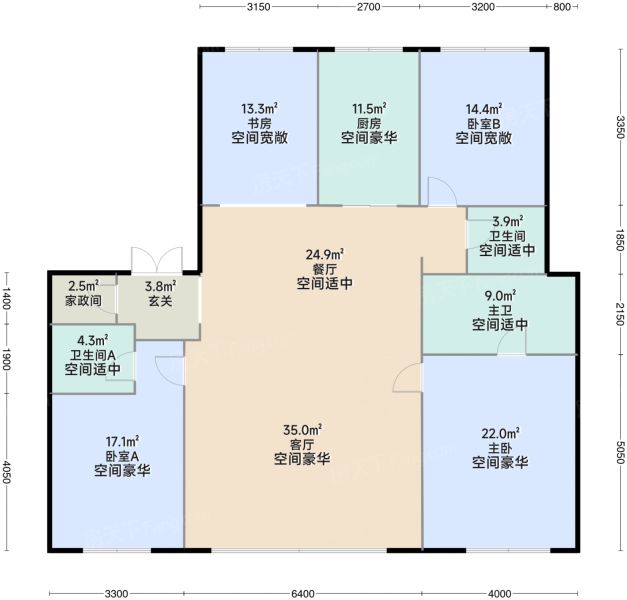 3150
2700
3200
800
13.3㎡
书房
空间宽敞
11.5㎡
厨房
空间豪华
14.4㎡
卧室B
空间宽敞
3350
3.9㎡
卫生间
空间适中
1850
24.9㎡
餐厅
空间适中
2.5㎡
家政间
3.8㎡
玄关
1400
9.0㎡
主卫
空间适中
2150
4.3㎡
卫生间A
空间适中
1900
17.1㎡
卧室A
空间豪华
35.0㎡
客厅
空间豪华
22.0㎡
主卧
空间豪华
4050
5050
3300
6400
4000